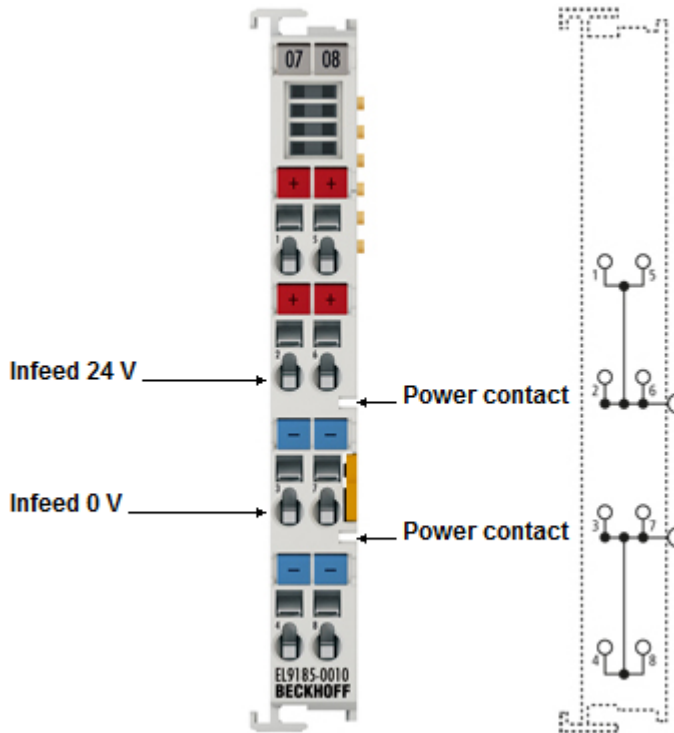 07 08
+ +
1 5
+ +
2 6
Infeed 24 V
Power contact
- -
3 7
Infeed 0 V
Power contact
- -
4 8
EL9185-0010
BECKHOFF
1 5
2 6
3 7
4 8